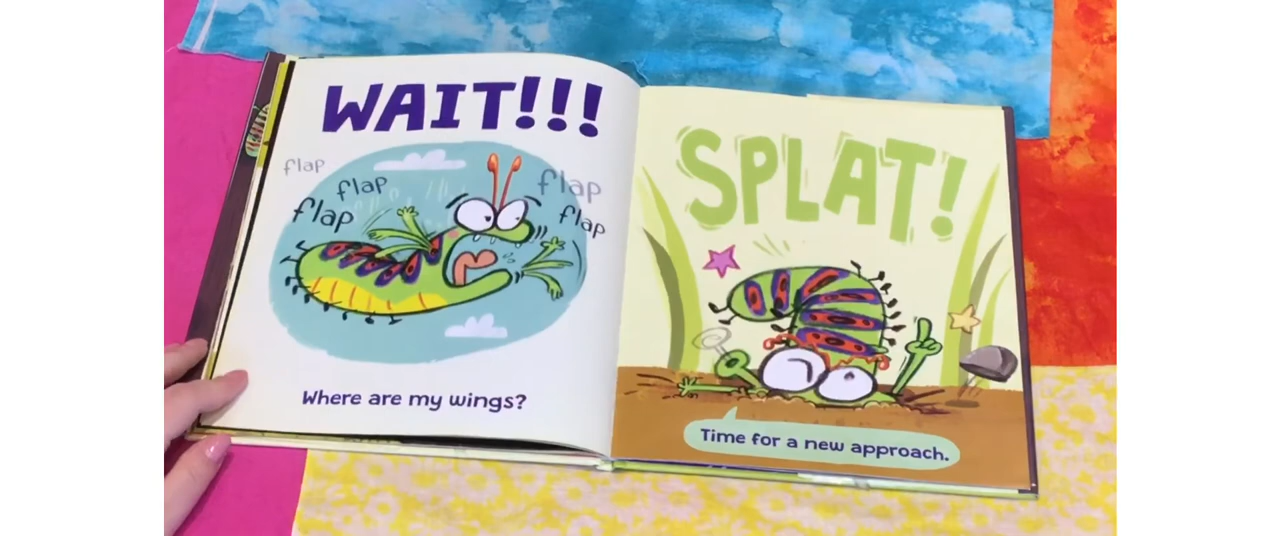 WAIT!!!
flap
flap
flap
flap
flap
Where are my wings?
SPLAT!
Time for a new approach.